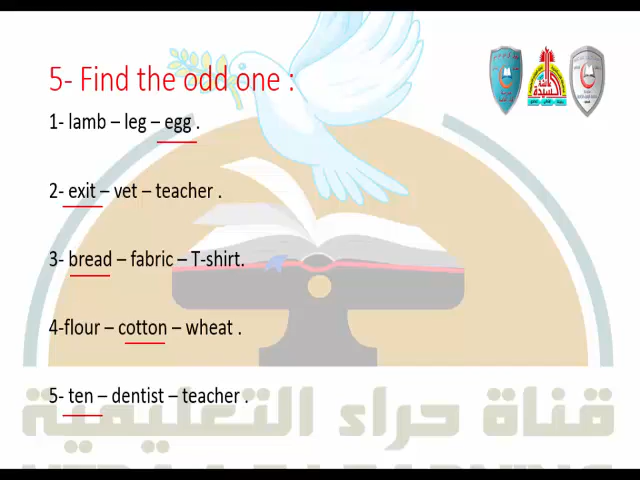 5- Find the odd one :
1- lamb – leg – egg .
2- exit – vet – teacher .
3- bread – fabric – T-shirt.
4-flour – cotton – wheat .
5- ten – dentist – teacher .
قناة حراء التعليمية